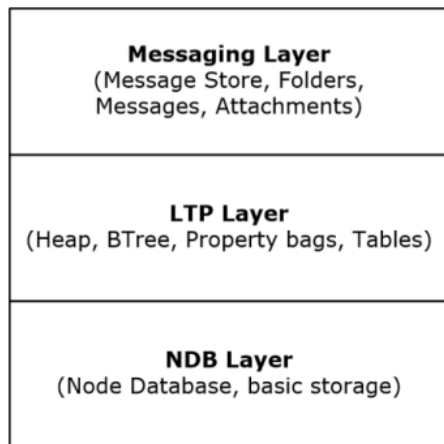 Messaging Layer
(Message Store, Folders,
Messages, Attachments)
LTP Layer
(Heap, BTree, Property bags, Tables)
NDB Layer
(Node Database, basic storage)